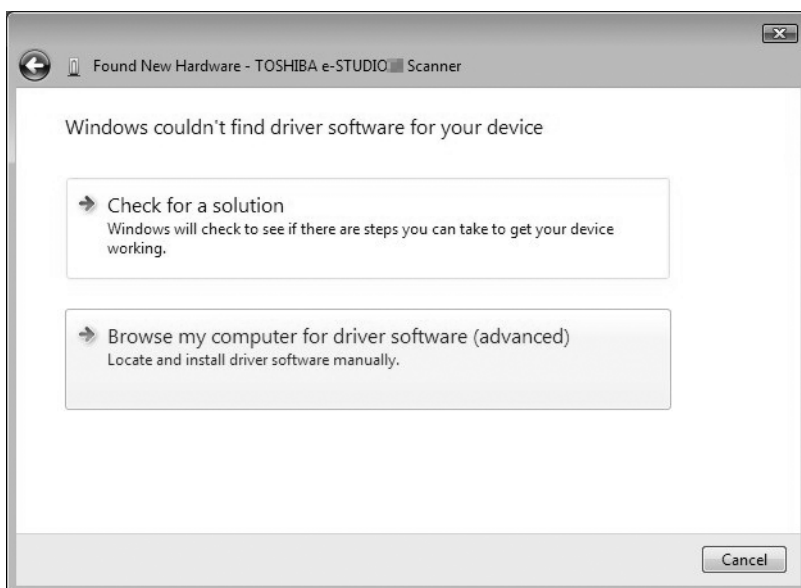 Found New Hardware - TOSHIBA e-STUDIO Scanner
Windows couldn't find driver software for your device
Check for a solution
Windows will check to see if there are steps you can take to get your device
working.
Browse my computer for driver software (advanced)
Locate and install driver software manually.
Cancel